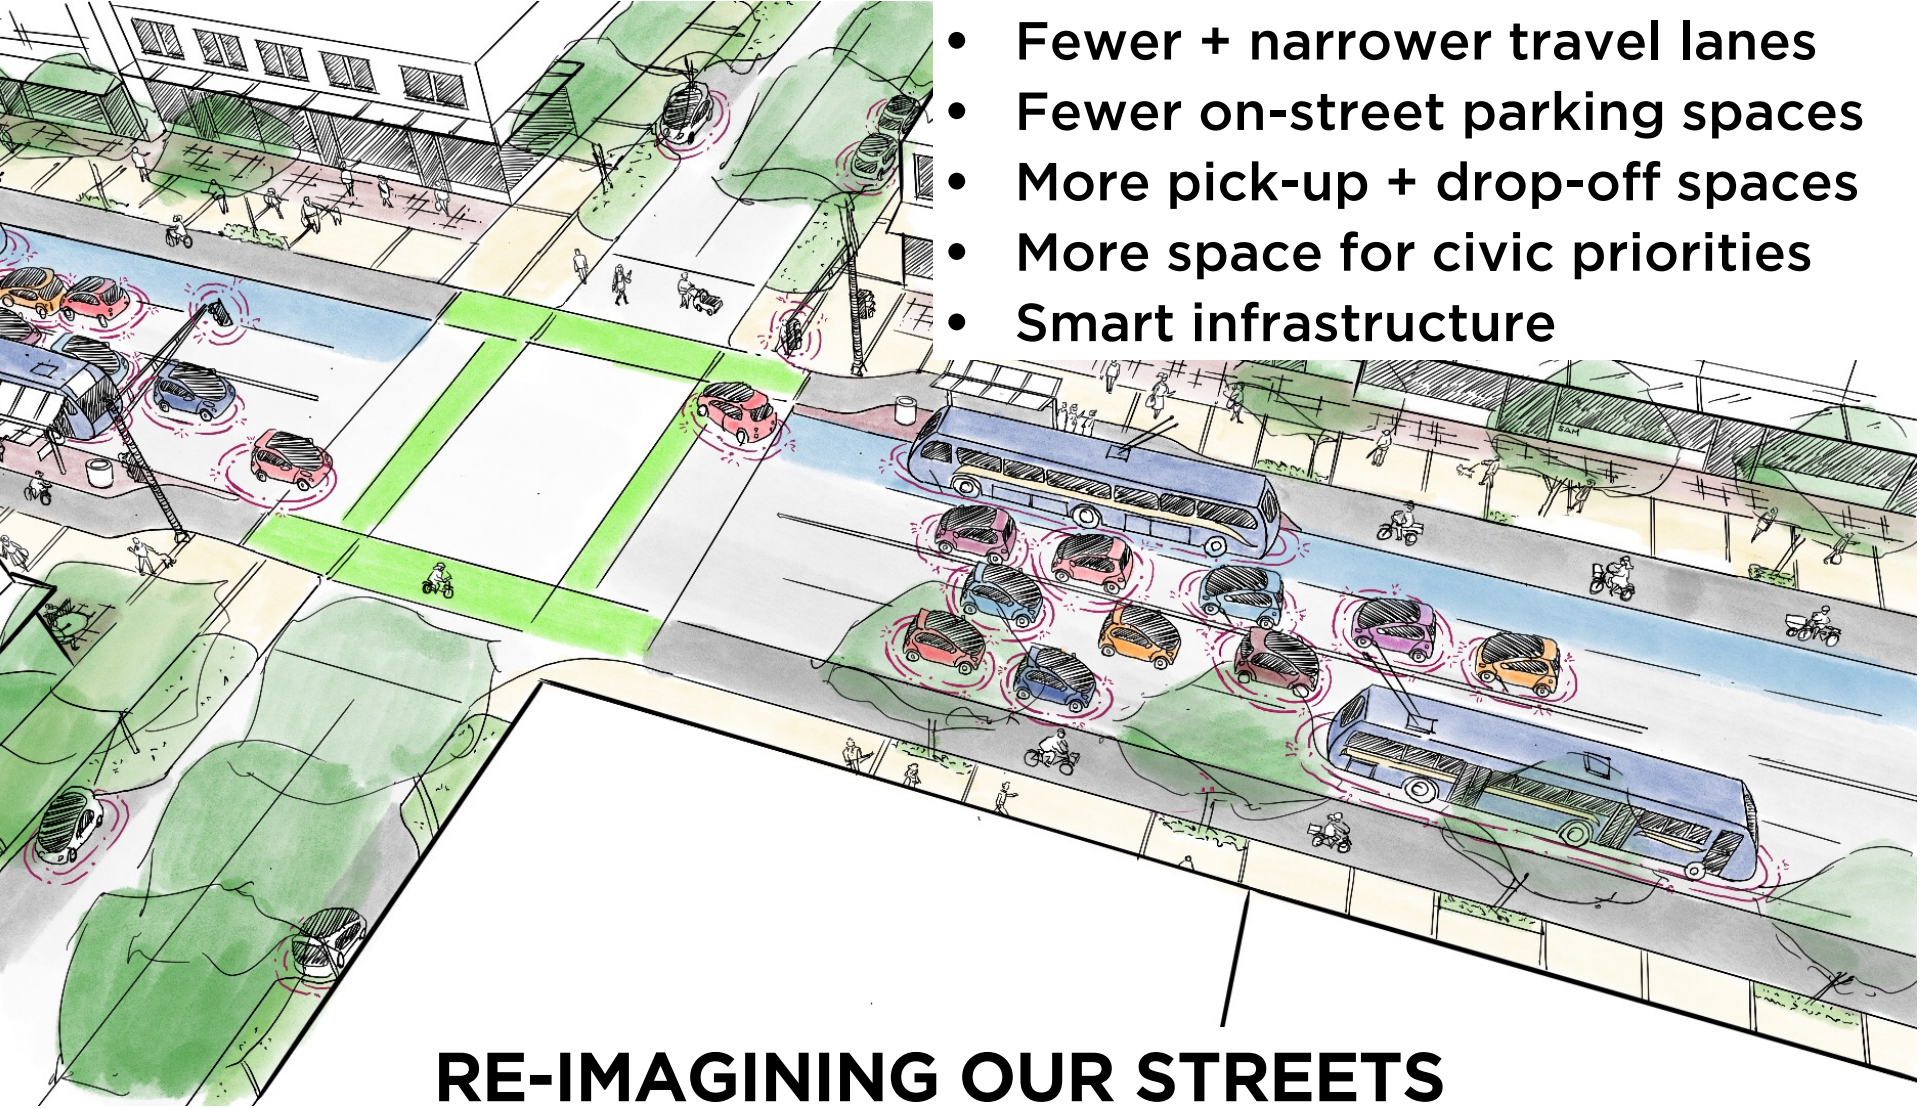 • Fewer + narrower travel lanes
• Fewer on-street parking spaces
• More pick-up + drop-off spaces
• More space for civic priorities
• Smart infrastructure
SAM
RE-IMAGINING OUR STREETS